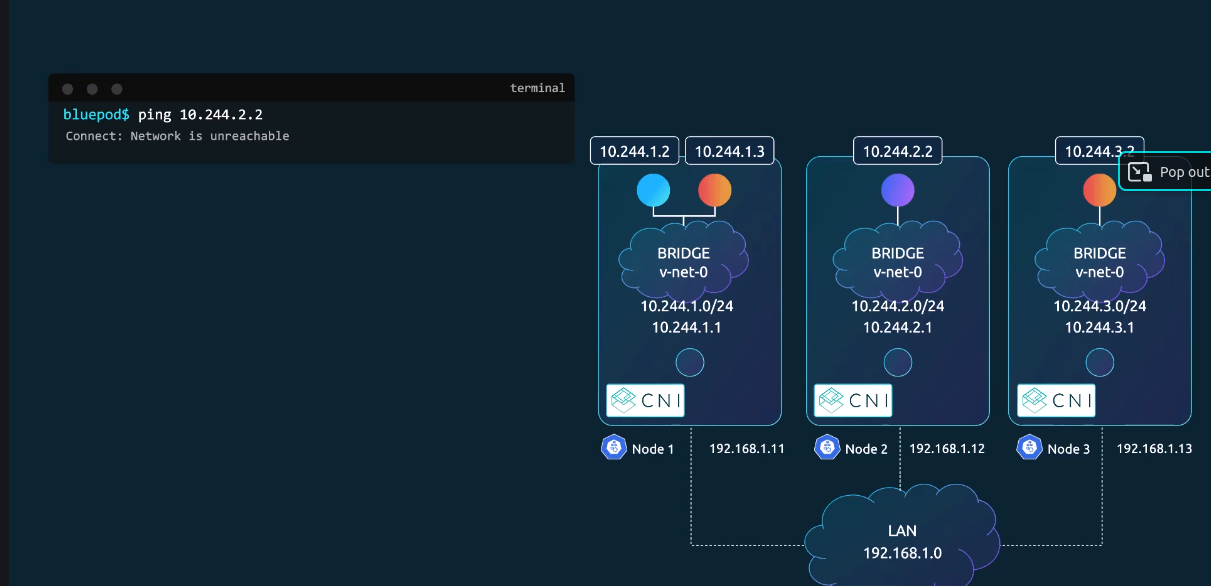 terminal
bluepod$ ping 10.244.2.2
Connect: Network is unreachable
10.244.1.2
10.244.1.3
10.244.2.2
10.244.3.2
Pop out
BRIDGE
v-net-0
10.244.1.0/24
10.244.1.1
CNI
Node 1
192.168.1.11
BRIDGE
v-net-0
10.244.2.0/24
10.244.2.1
CNI
Node 2
192.168.1.12
BRIDGE
v-net-0
10.244.3.0/24
10.244.3.1
CNI
Node 3
192.168.1.13
LAN
192.168.1.0